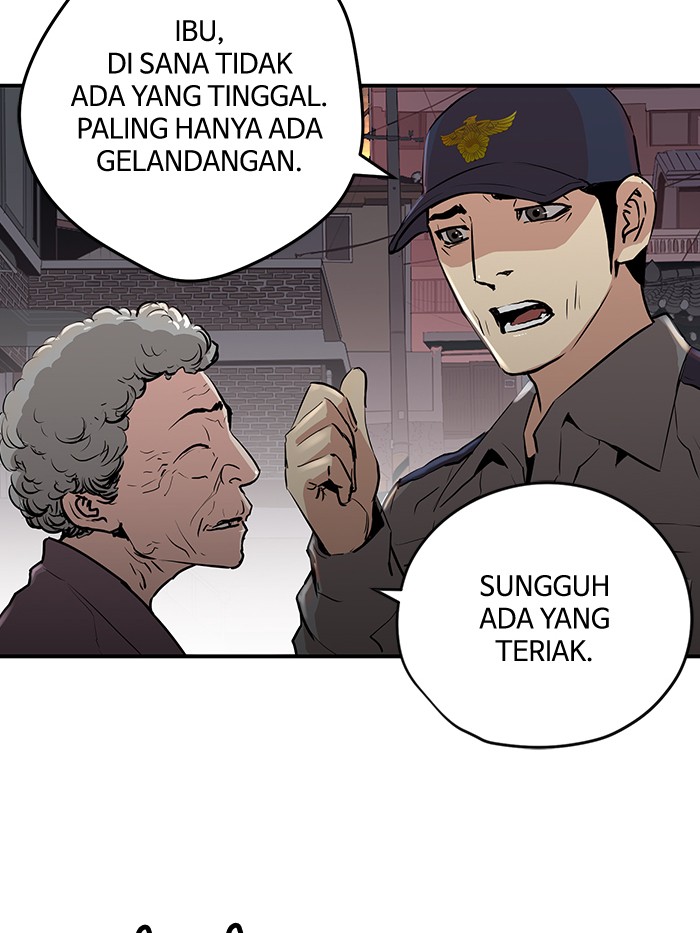 IBU,
DI SANA TIDAK
ADA YANG TINGGAL.
PALING HANYA ADA
GELANDANGAN.
SUNGGUH
ADA YANG
TERIAK.